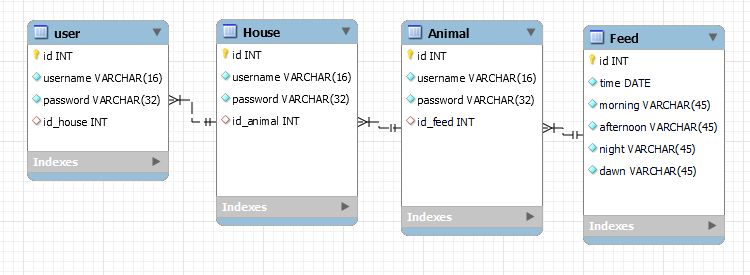 user
id INT
username VARCHAR(16)
password VARCHAR(32)
id_house INT
Indexes
House
id INT
username VARCHAR(16)
password VARCHAR(32)
id_animal INT
Indexes
Animal
id INT
username VARCHAR(16)
password VARCHAR(32)
id_feed INT
Indexes
Feed
id INT
time DATE
morning VARCHAR(45)
afternoon VARCHAR(45)
night VARCHAR(45)
dawn VARCHAR(45)
Indexes